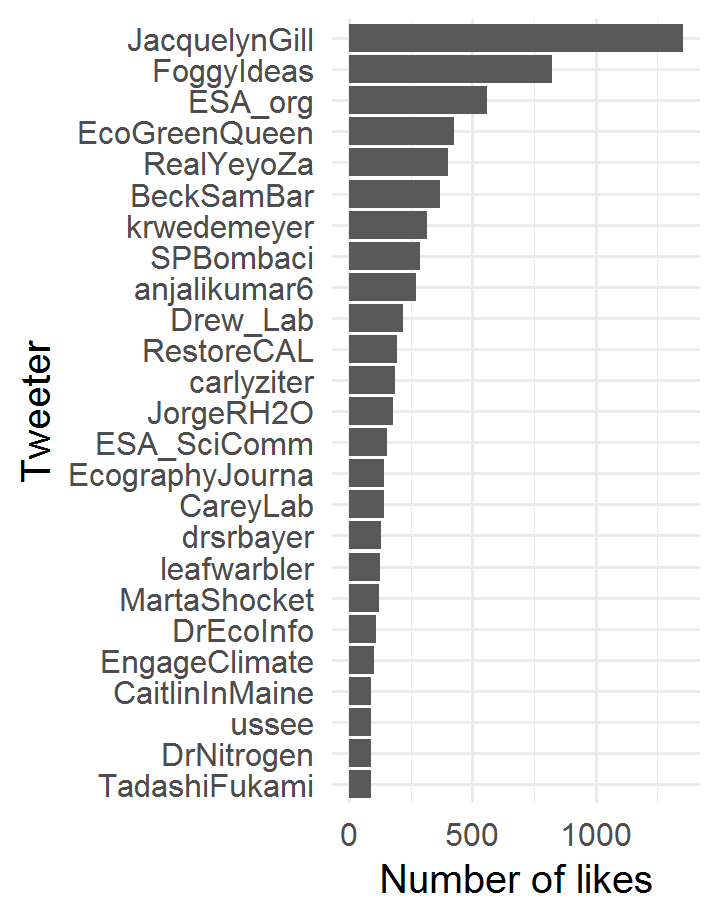 JacquelynGill
FoggyIdeas
ESA_org
EcoGreenQueen
RealYeyoZa
BeckSamBar
krwedemeyer
SPBombaci
anjalikumar6
Drew_Lab
RestoreCAL
carlyziter
JorgeRH2O
ESA_SciComm
EcographyJourna
CareyLab
drsrbayer
leafwarbler
MartaShocket
DrEcoInfo
EngageClimate
CaitlinInMaine
ussee
DrNitrogen
TadashiFukami
Tweeter
0 500 1000
Number of likes